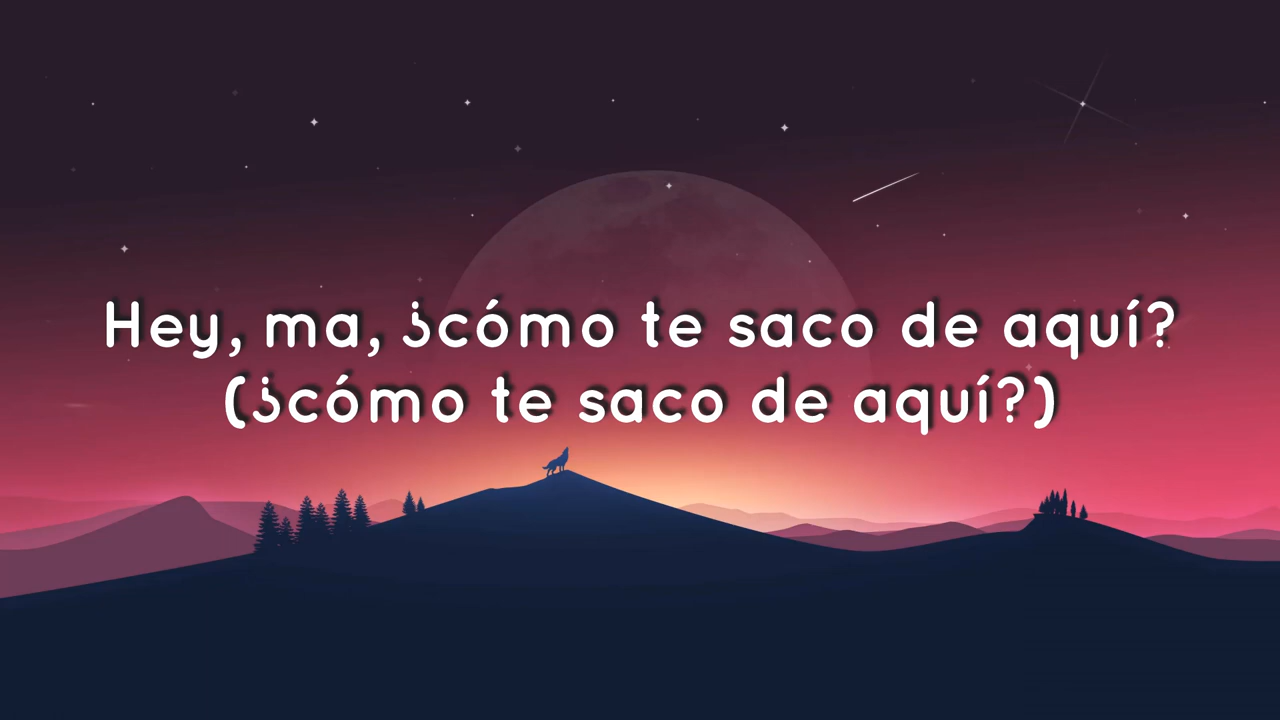 Hey, ma, ¿cómo te saco de aquí?
(¿cómo te saco de aquí?)